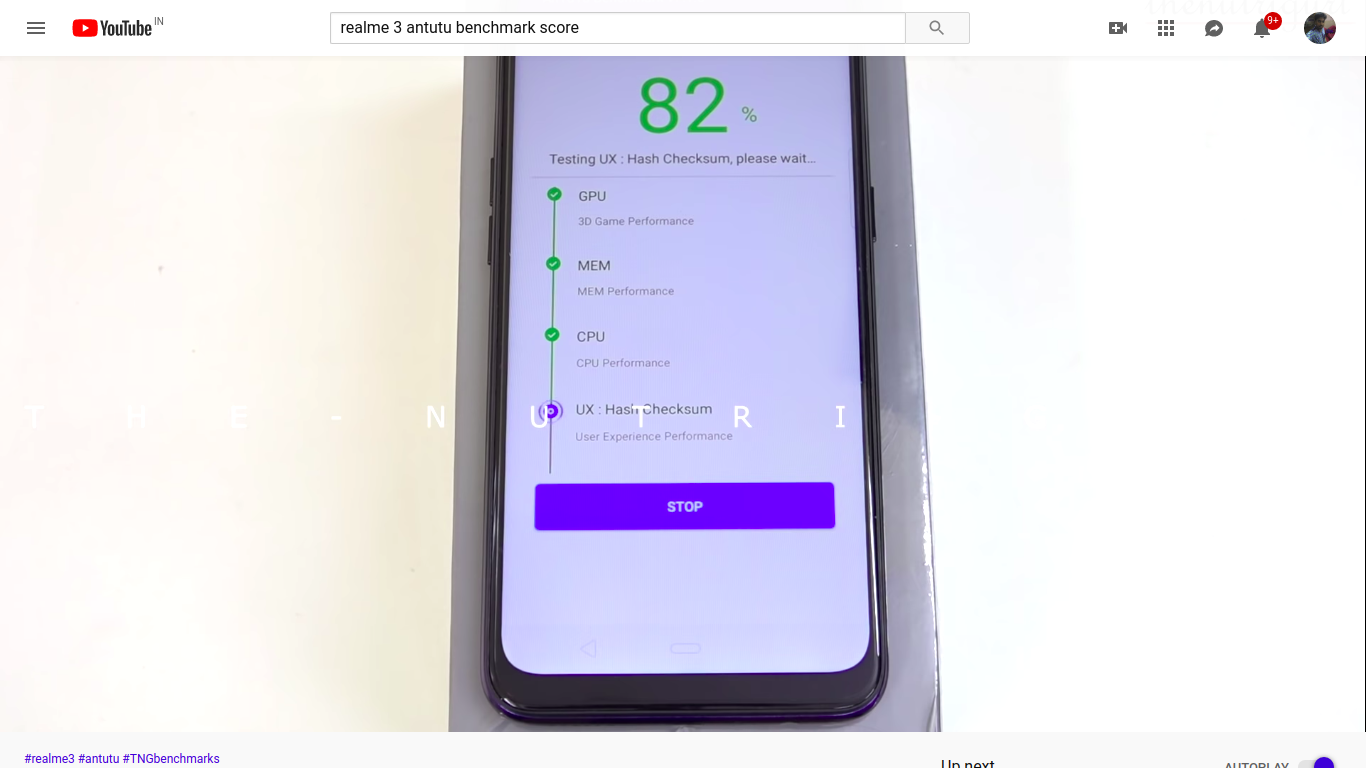 YouTube IN
realme 3 antutu benchmark score
9+
82 %
Testing UX : Hash Checksum, please wait...
GPU
3D Game Performance
MEM
MEM Performance
CPU
CPU Performance
UX : Hash Checksum
User Experience Performance
T H E - N U T R I
STOP
#realme3 #antutu #TNGbenchmarks
Up next
AUTOPLAY